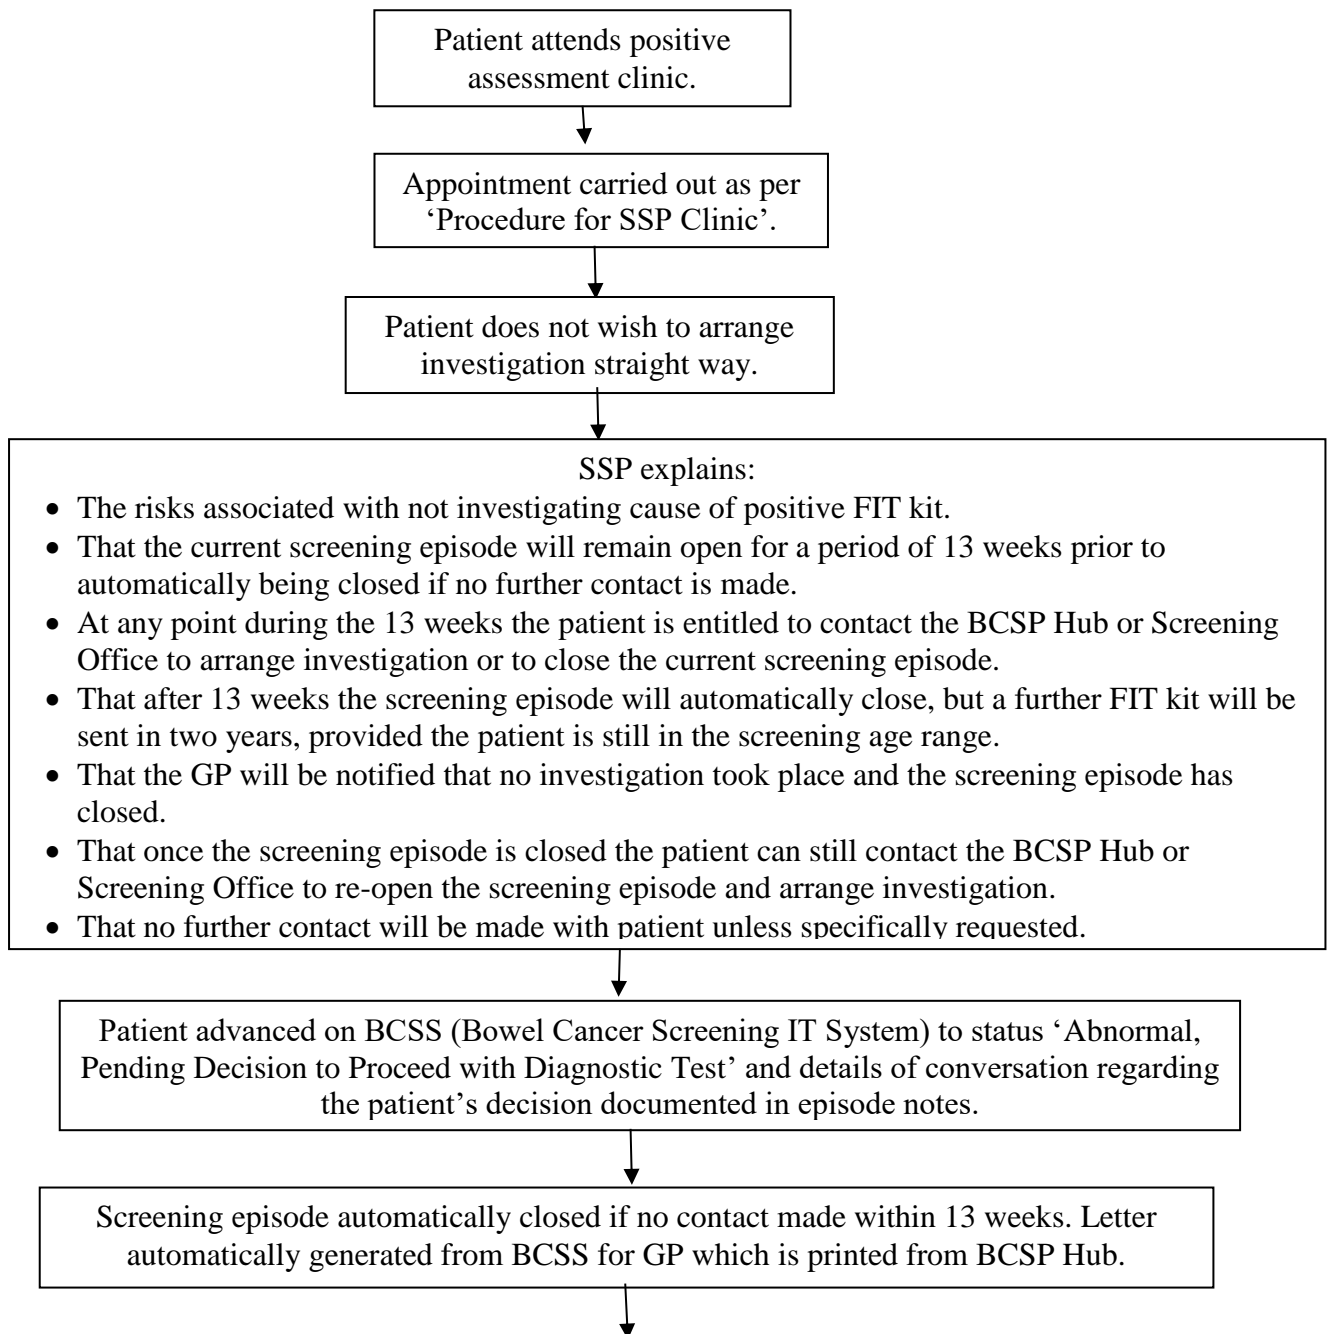 Patient attends positive
assessment clinic.
Appointment carried out as per
‘Procedure for SSP Clinic’.
Patient does not wish to arrange
investigation straight way.
SSP explains:
• The risks associated with not investigating cause of positive FIT kit.
• That the current screening episode will remain open for a period of 13 weeks prior to
automatically being closed if no further contact is made.
• At any point during the 13 weeks the patient is entitled to contact the BCSP Hub or Screening
Office to arrange investigation or to close the current screening episode.
• That after 13 weeks the screening episode will automatically close, but a further FIT kit will be
sent in two years, provided the patient is still in the screening age range.
• That the GP will be notified that no investigation took place and the screening episode has
closed.
• That once the screening episode is closed the patient can still contact the BCSP Hub or
Screening Office to re-open the screening episode and arrange investigation.
• That no further contact will be made with patient unless specifically requested.
Patient advanced on BCSS (Bowel Cancer Screening IT System) to status ‘Abnormal,
Pending Decision to Proceed with Diagnostic Test’ and details of conversation regarding
the patient’s decision documented in episode notes.
Screening episode automatically closed if no contact made within 13 weeks. Letter
automatically generated from BCSS for GP which is printed from BCSP Hub.